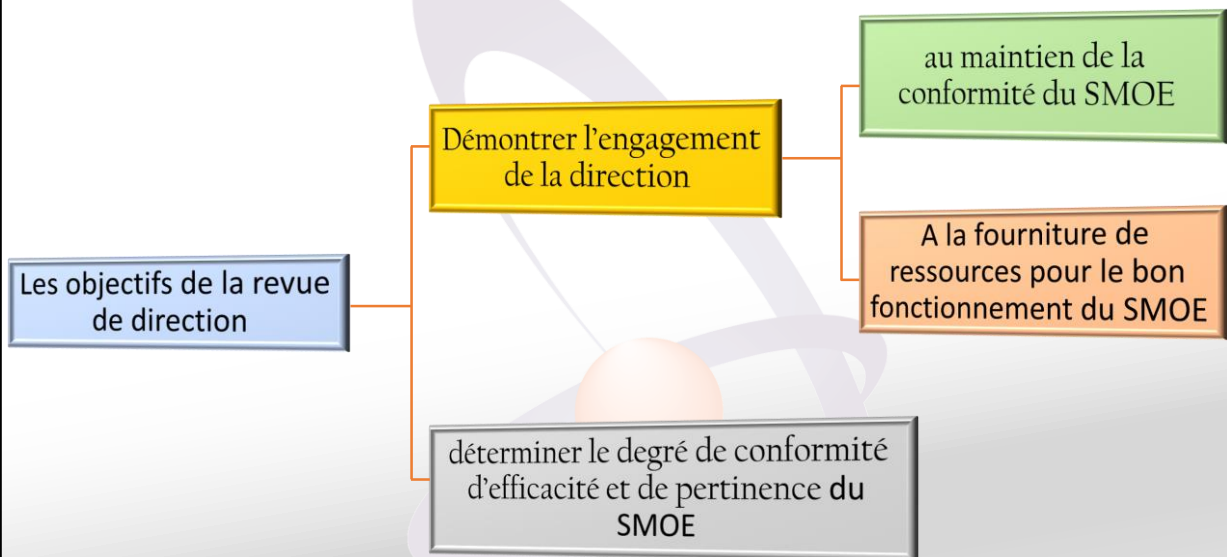 Les objectifs de la revue
de direction
Démontrer l'engagement
de la direction
au maintien de la
conformité du SMOE
A la fourniture de
ressources pour le bon
fonctionnement du SMOE
déterminer le degré de conformité
d'efficacité et de pertinence du
SMOE